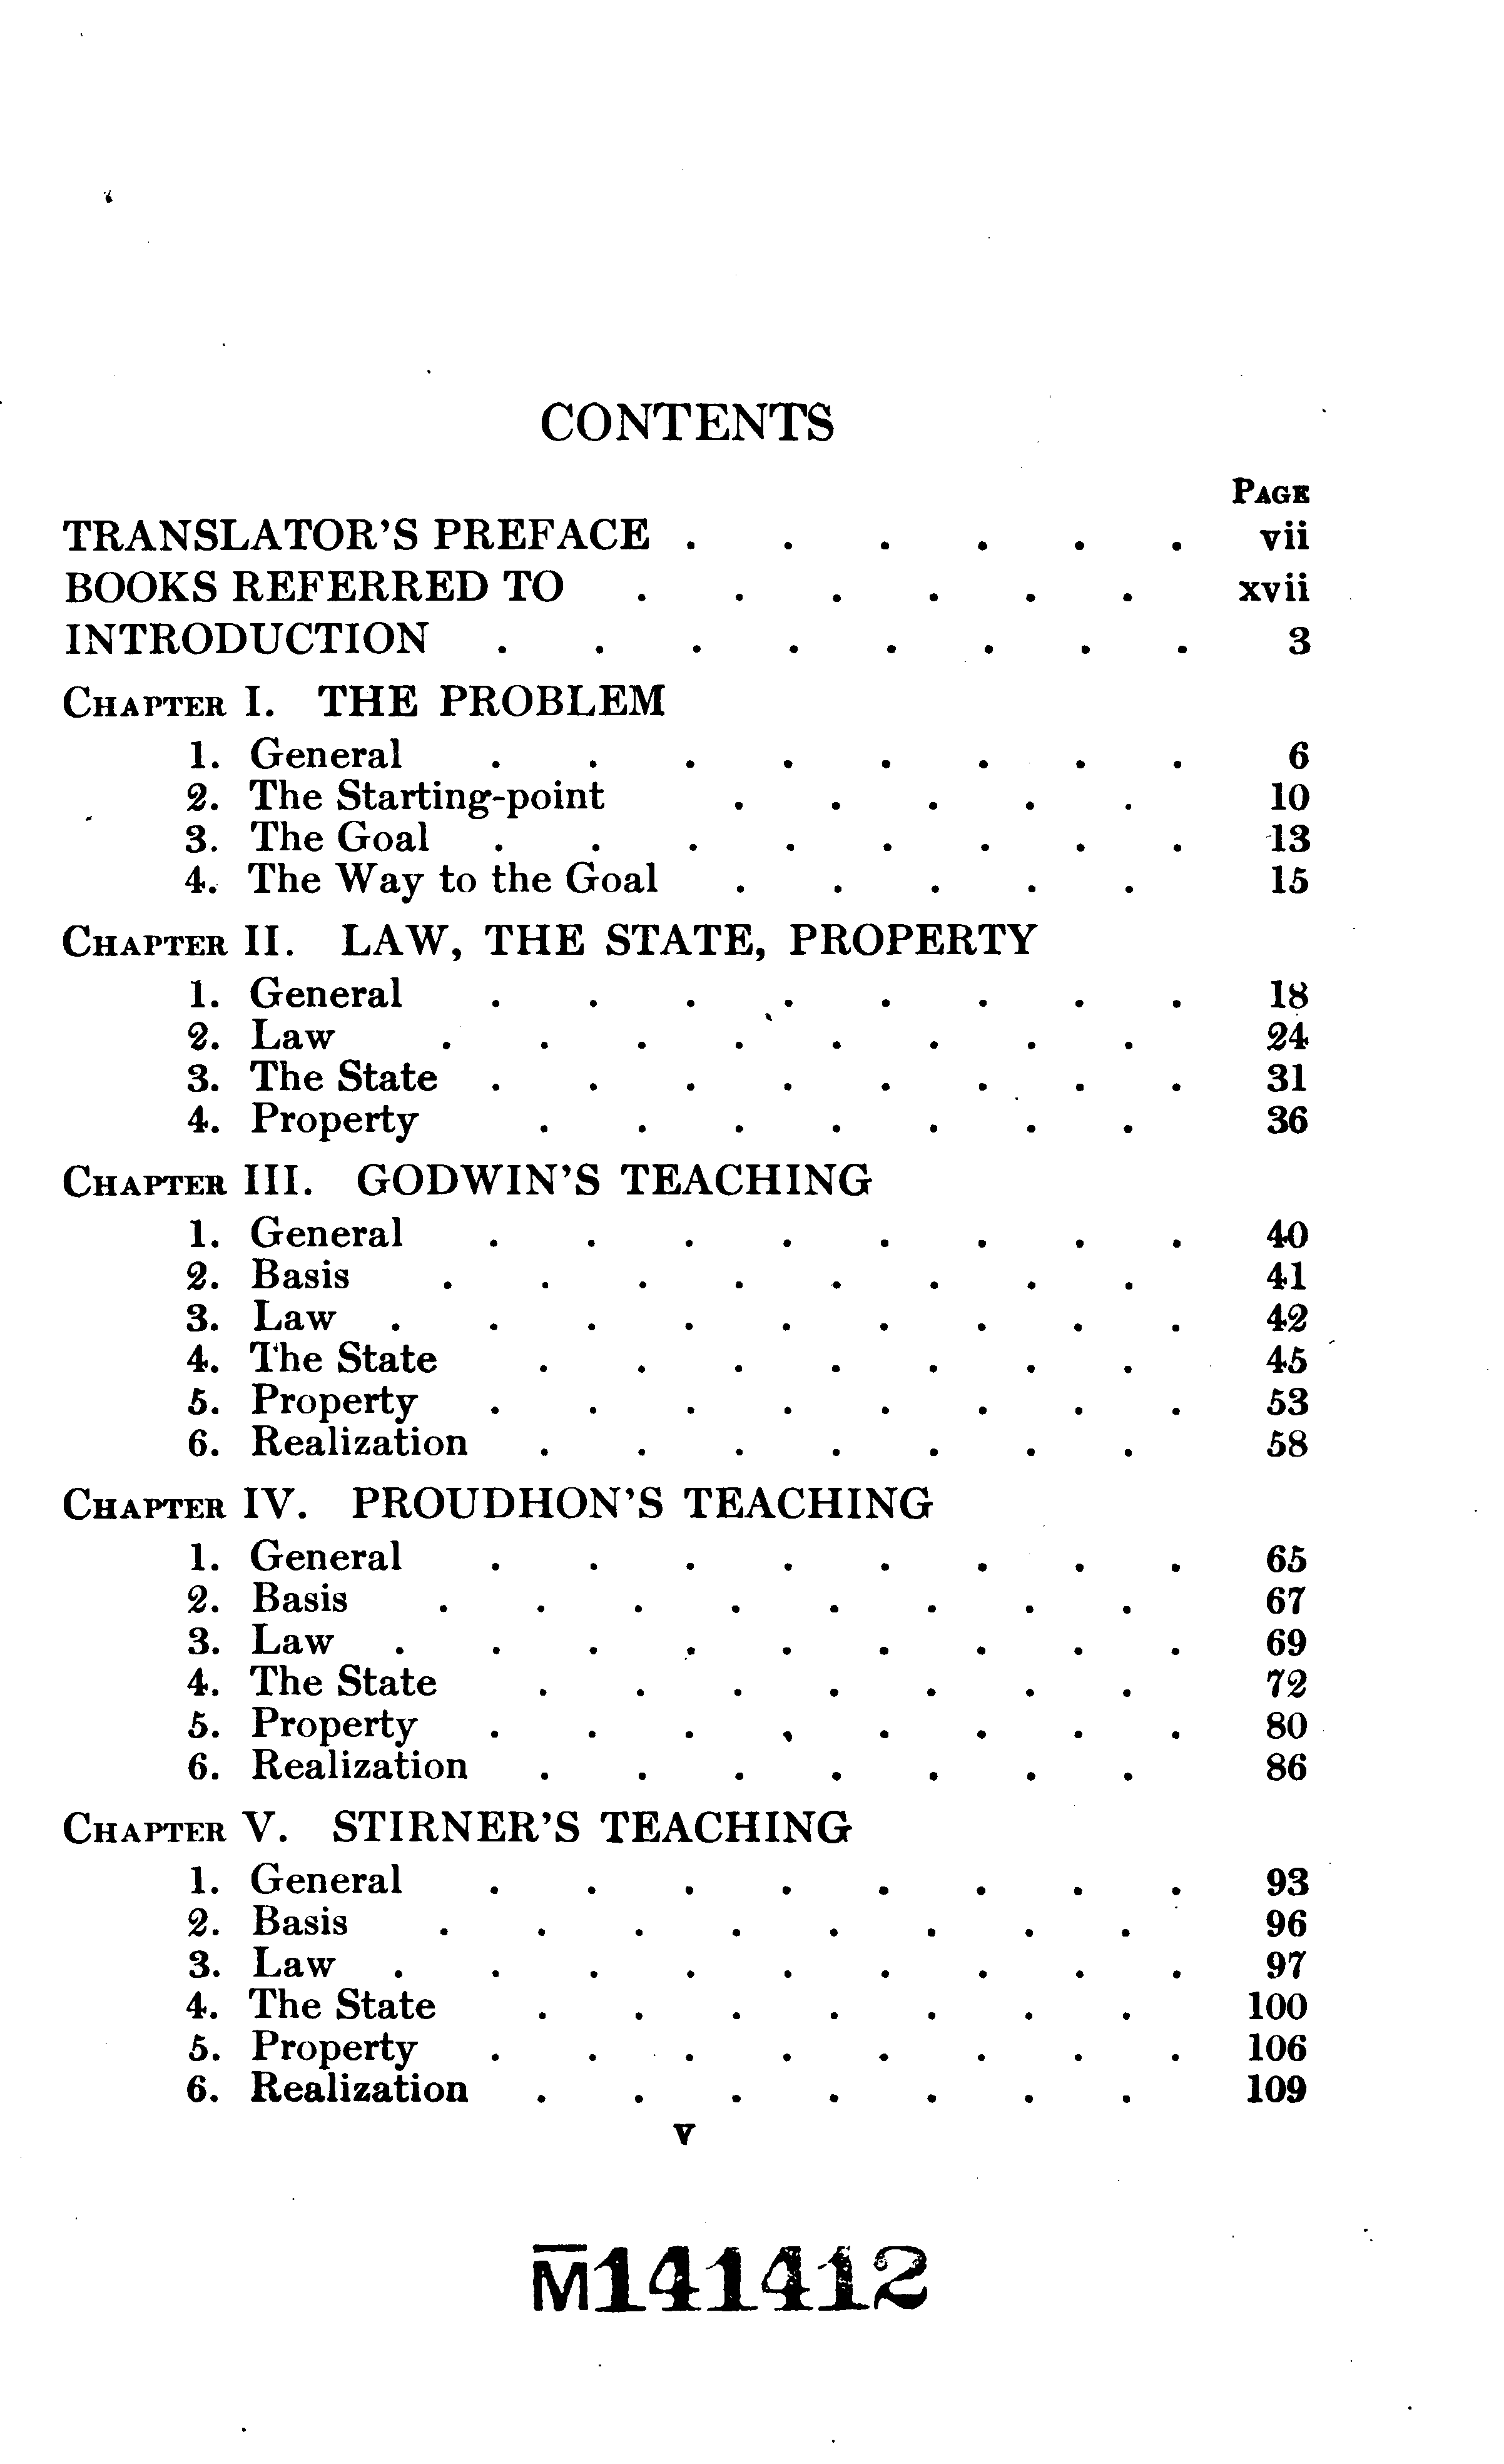 CONTENTS
PAGE
TRANSLATOR'S PREFACE . . . . . . vii
BOOKS REFERRED TO . . . . . . xvii
INTRODUCTION . . . . . . . . 3
CHAPTER I. THE PROBLEM
1. General . . . . . . . . 6
2. The Starting-point . . . . . 10
3. The Goal . . . . . . . . 13
4. The Way to the Goal . . . . . 15
CHAPTER II. LAW, THE STATE, PROPERTY
1. General . . . . . . . . 18
2. Law . . . . . . . . 24
3. The State . . . . . . . . 31
4. Property . . . . . . . 36
CHAPTER III. GODWIN'S TEACHING
1. General . . . . . . . . 40
2. Basis . . . . . . . . 41
3. Law . . . . . . . . . 42
4. The State . . . . . . . 45
5. Property . . . . . . . . 53
6. Realization . . . . . . . 58
CHAPTER IV. PROUDHON'S TEACHING
1. General . . . . . . . . 65
2. Basis . . . . . . . . 67
3. Law . . . . . . . . . 69
4. The State . . . . . . . 72
5. Property . . . . . . . . 80
6. Realization . . . . . . . 86
CHAPTER V. STIRNER'S TEACHING
1. General . . . . . . . . 93
2. Basis . . . . . . . . 96
3. Law . . . . . . . . . 97
4. The State . . . . . . . 100
5. Property . . . . . . . . 106
6. Realization . . . . . . . 109
v
M141412